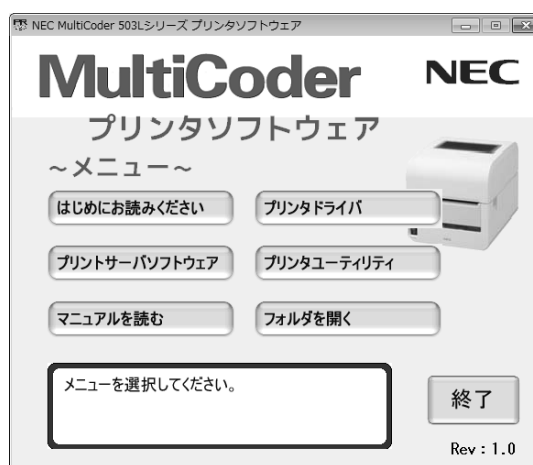 NEC MultiCoder 503Lシリーズ プリンタソフトウェア
MultiCoder NEC
プリンタソフトウェア
～メニュー～
はじめにお読みください プリンタドライバ
プリントサーバソフトウェア プリンタユーティリティ
マニュアルを読む フォルダを開く
メニューを選択してください。
終了
Rev : 1.0